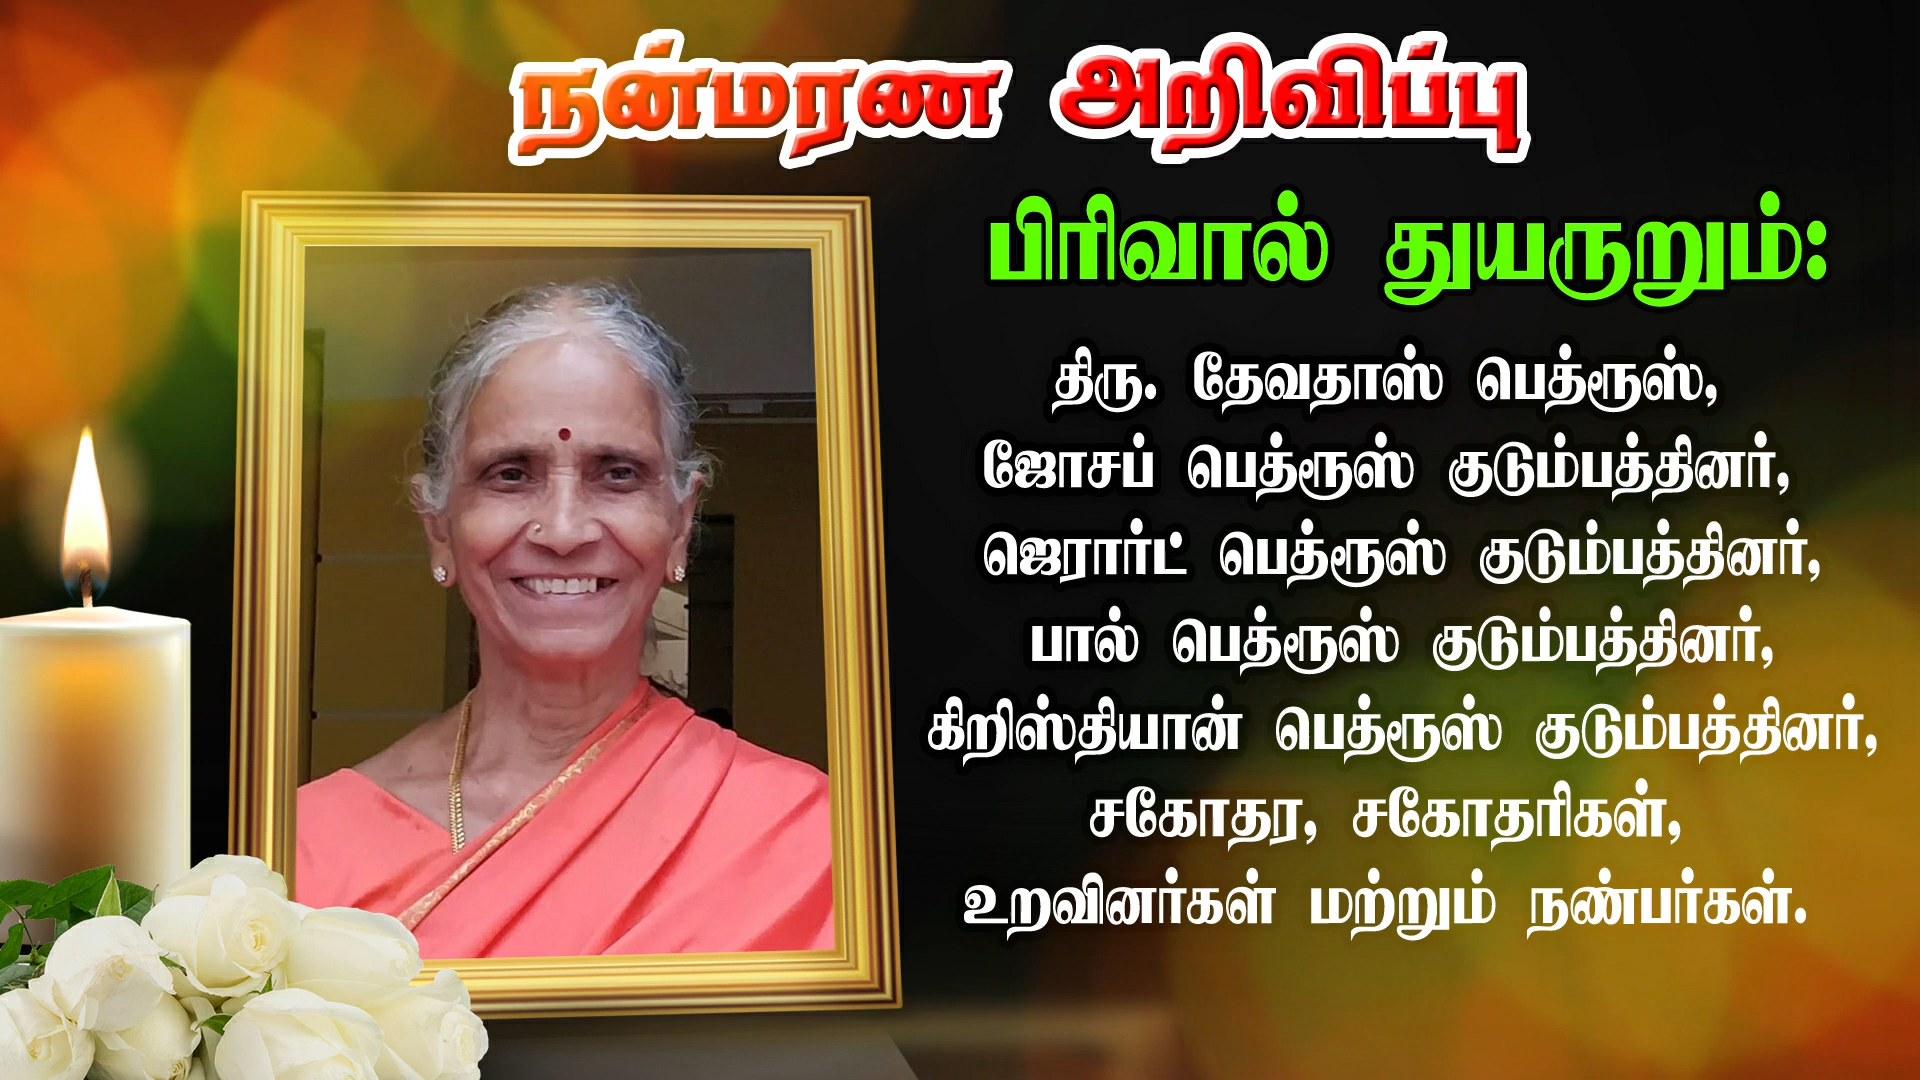 நன்மரண அறிவிப்பு
பிரிவால் துயருறும்:
திரு. தேவதாஸ் பெத்ரூஸ்,
ஜோசப் பெத்ரூஸ் குடும்பத்தினர்,
ஜெரார்ட் பெத்ரூஸ் குடும்பத்தினர்,
பால் பெத்ரூஸ் குடும்பத்தினர்,
கிறிஸ்தியான் பெத்ரூஸ் குடும்பத்தினர்,
சகோதர, சகோதரிகள்,
உறவினர்கள் மற்றும் நண்பர்கள்.